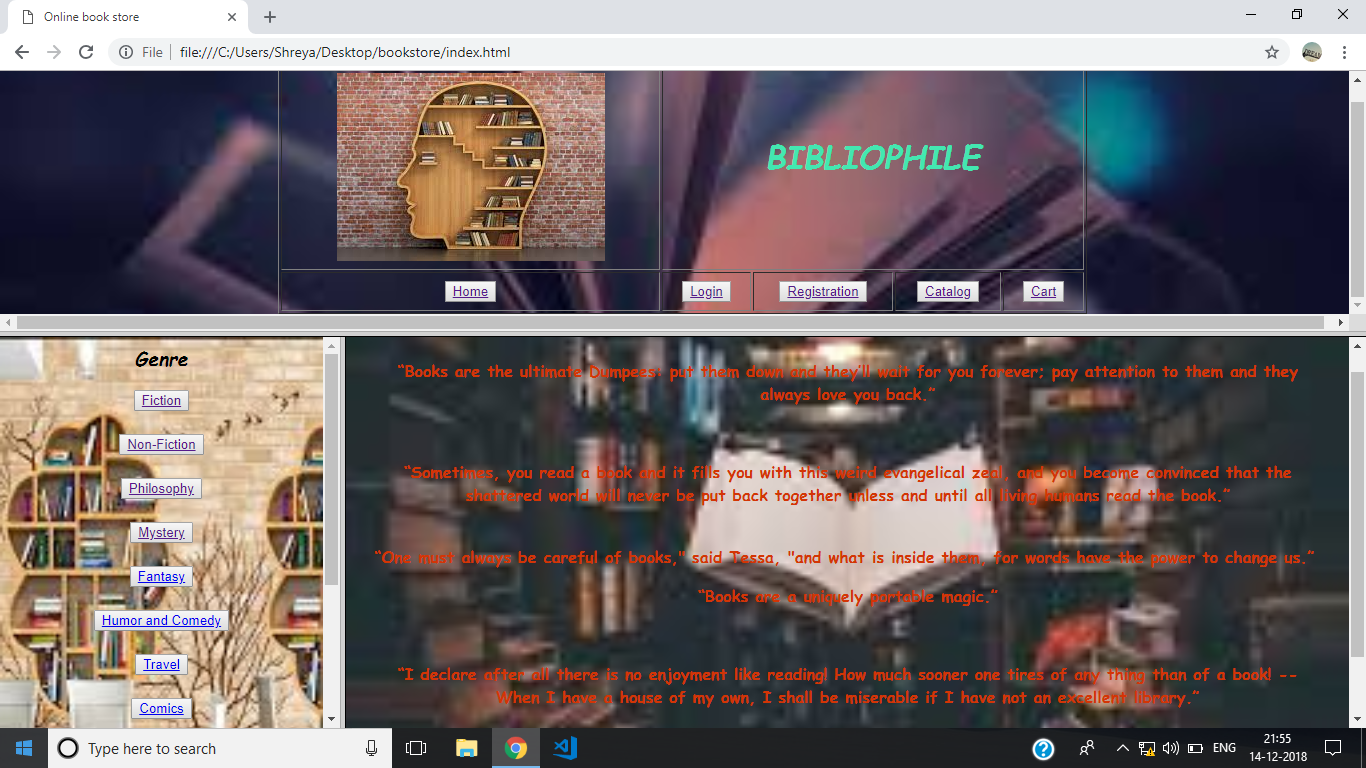 Online book store
File
file:///C:/Users/Shreya/Desktop/bookstore/index.html
BIBLIOPHILE
Home Login Registration Catalog Cart
Genre
Fiction
Non-Fiction
Philosophy
Mystery
Fantasy
Humor and Comedy
Travel
Comics
“Books are the ultimate Dumpees: put them down and they’ll wait for you forever; pay attention to them and they
always love you back.”
“Sometimes, you read a book and it fills you with this weird evangelical zeal, and you become convinced that the
shattered world will never be put back together unless and until all living humans read the book.”
“One must always be careful of books," said Tessa, "and what is inside them, for words have the power to change us.”
“Books are a uniquely portable magic.”
“I declare after all there is no enjoyment like reading! How much sooner one tires of any thing than of a book! --
When I have a house of my own, I shall be miserable if I have not an excellent library.”
Type here to search
ENG
21:55
14-12-2018